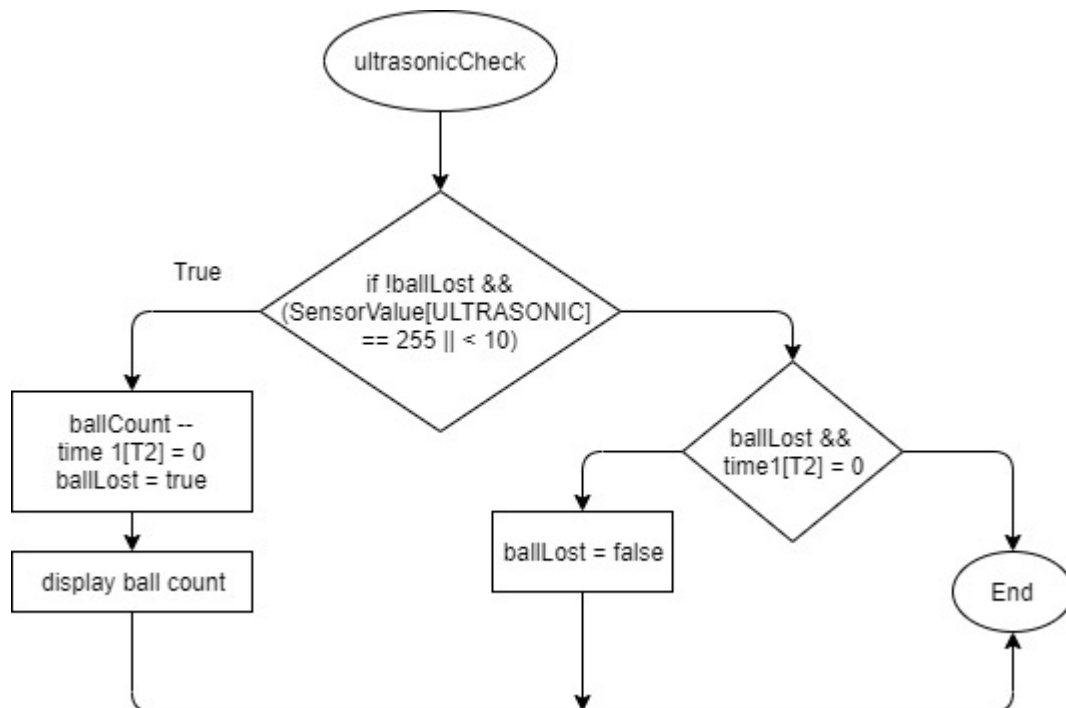 ultrasonicCheck
True
if !ballLost &&
(SensorValue[ULTRASONIC]
== 255 || < 10)
ballCount --
time 1[T2] = 0
ballLost = true
display ball count
ballLost &&
time1[T2] = 0
ballLost = false
End